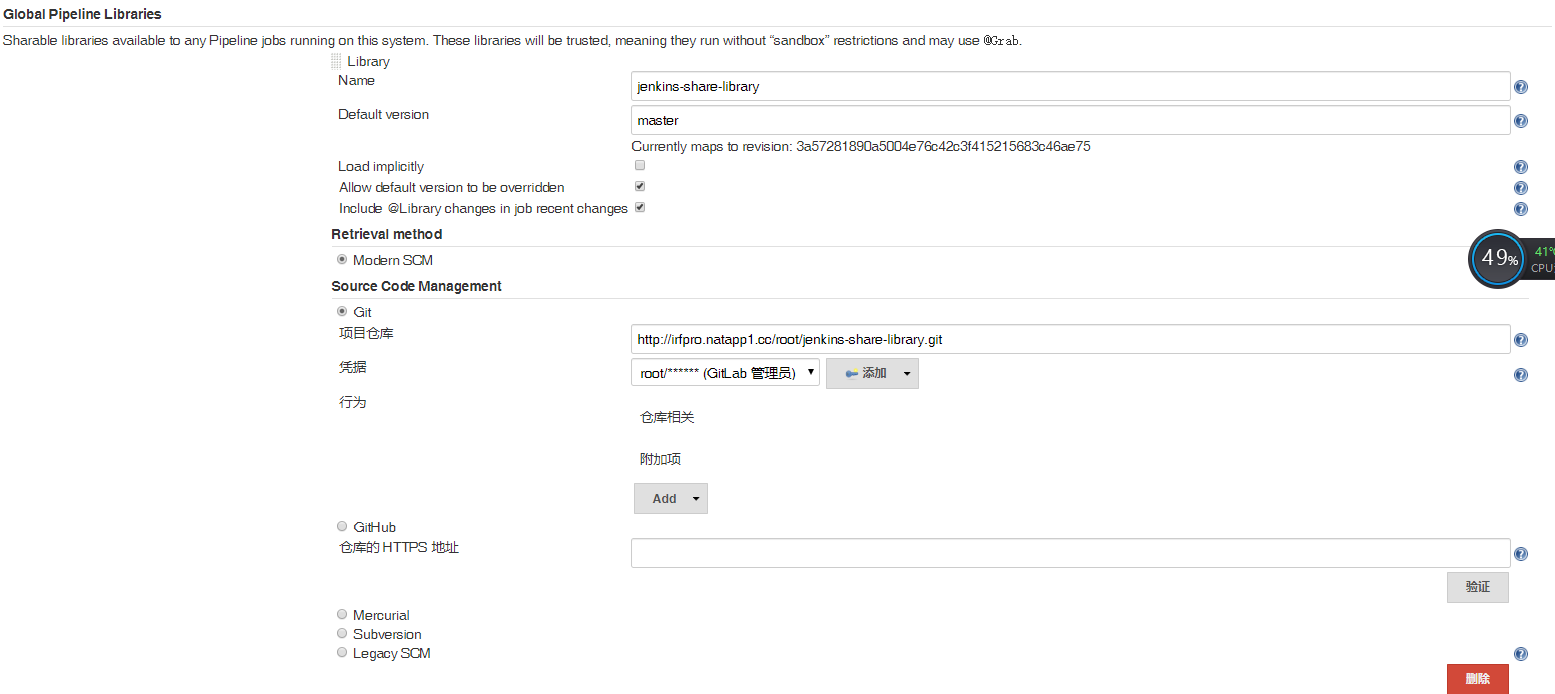 Global Pipeline Libraries
Sharable libraries available to any Pipeline jobs running on this system. These libraries will be trusted, meaning they run without “sandbox” restrictions and may use @Grab.
Library
Name
jenkins-share-library
Default version
master
Currently maps to revision: 3a57281890a5004e76c42c3f415215683c46ae75
Load implicitly
Allow default version to be overridden
Include @Library changes in job recent changes
Retrieval method
Modern SCM
49%
41%
CPU
Source Code Management
Git
项目仓库
http://irfpro.natapp1.cc/root/jenkins-share-library.git
凭据
root/****** (GitLab 管理员)
添加
行为
仓库相关
附加项
Add
GitHub
仓库的 HTTPS 地址
验证
Mercurial
Subversion
Legacy SCM
删除